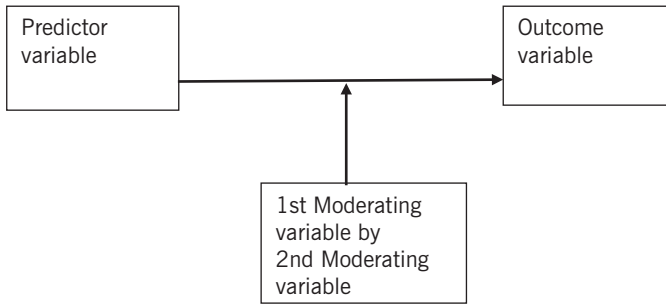 Predictor
variable
Outcome
variable
1st Moderating
variable by
2nd Moderating
variable